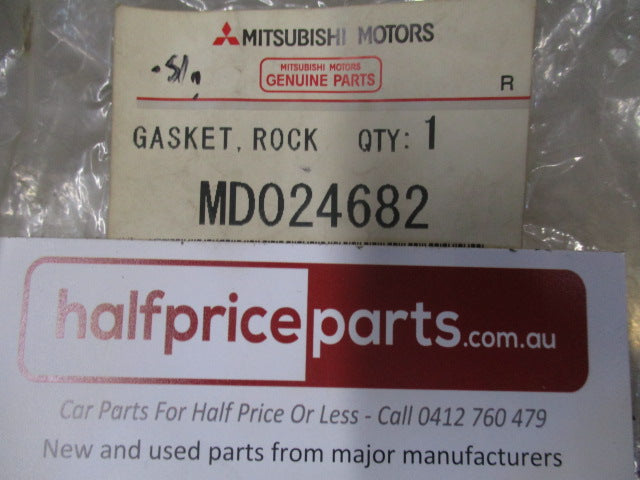 MITSUBISHI MOTORS
MITSUBISHI MOTORS
GENUINE PARTS
R
GASKET, ROCK QTY: 1
MD024682
halfpriceparts.com.au
Car Parts For Half Price Or Less - Call 0412 760 479
New and used parts from major manufacturers